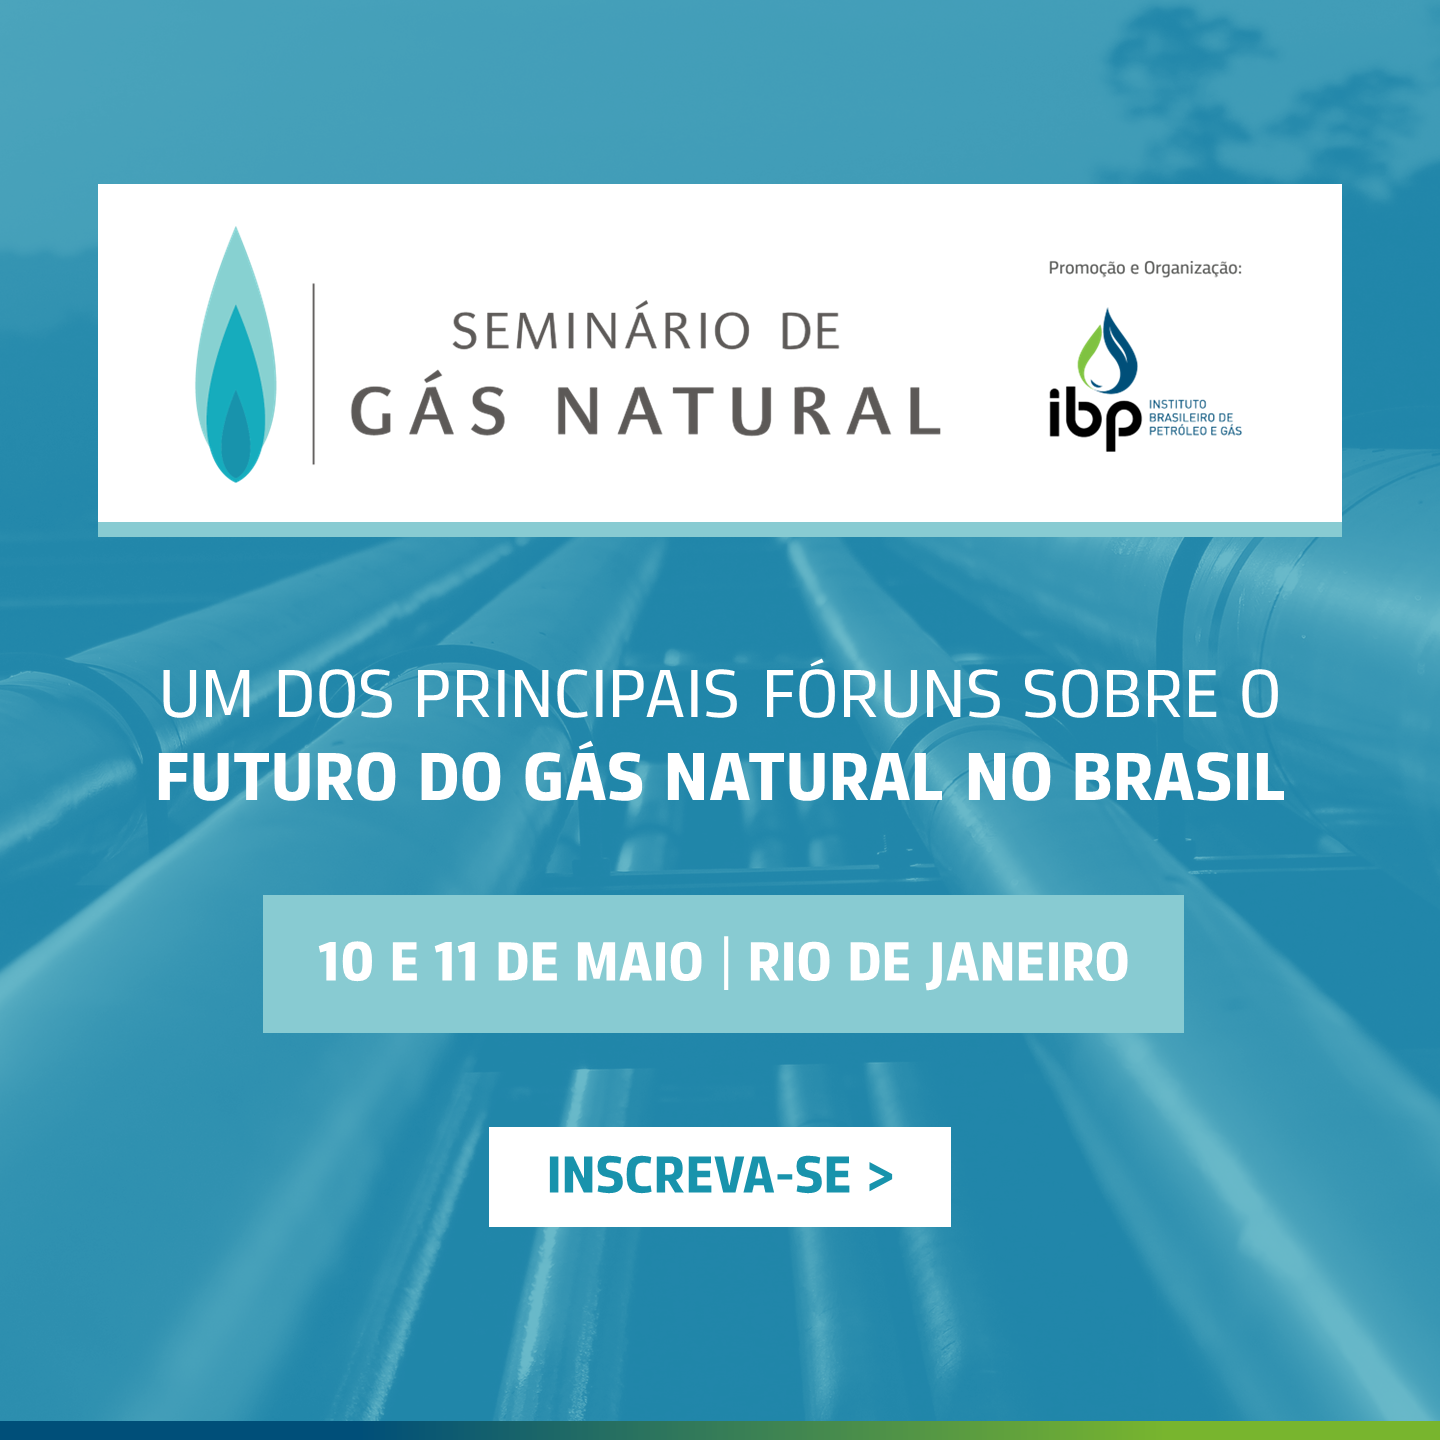 SEMINÁRIO DE
GÁS NATURAL
Promoção e Organização:
ibp
INSTITUTO
BRASILEIRO DE
PETRÓLEO E GÁS
UM DOS PRINCIPAIS FÓRUNS SOBRE O
FUTURO DO GÁS NATURAL NO BRASIL
10 E 11 DE MAIO | RIO DE JANEIRO
INSCREVA-SE >